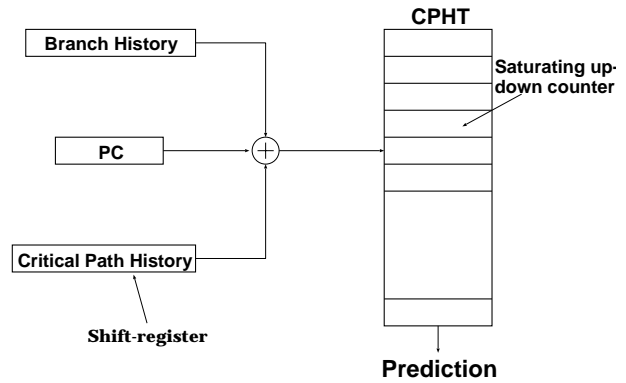 CPHT
Branch History
Saturating up-
down counter
PC
Critical Path History
Shift-register
Prediction